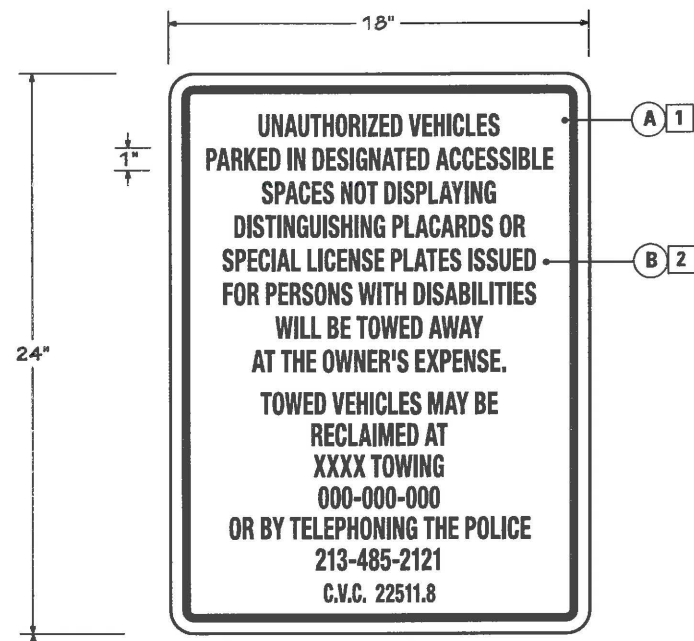 18"
UNAUTHORIZED VEHICLES
A 1
PARKED IN DESIGNATED ACCESSIBLE
1"
SPACES NOT DISPLAYING
DISTINGUISHING PLACARDS OR
SPECIAL LICENSE PLATES ISSUED
B 2
FOR PERSONS WITH DISABILITIES
WILL BE TOWED AWAY
24"
AT THE OWNER'S EXPENSE.
TOWED VEHICLES MAY BE
RECLAIMED AT
XXXX TOWING
000-000-000
OR BY TELEPHONING THE POLICE
213-485-2121
C.V.C. 22511.8